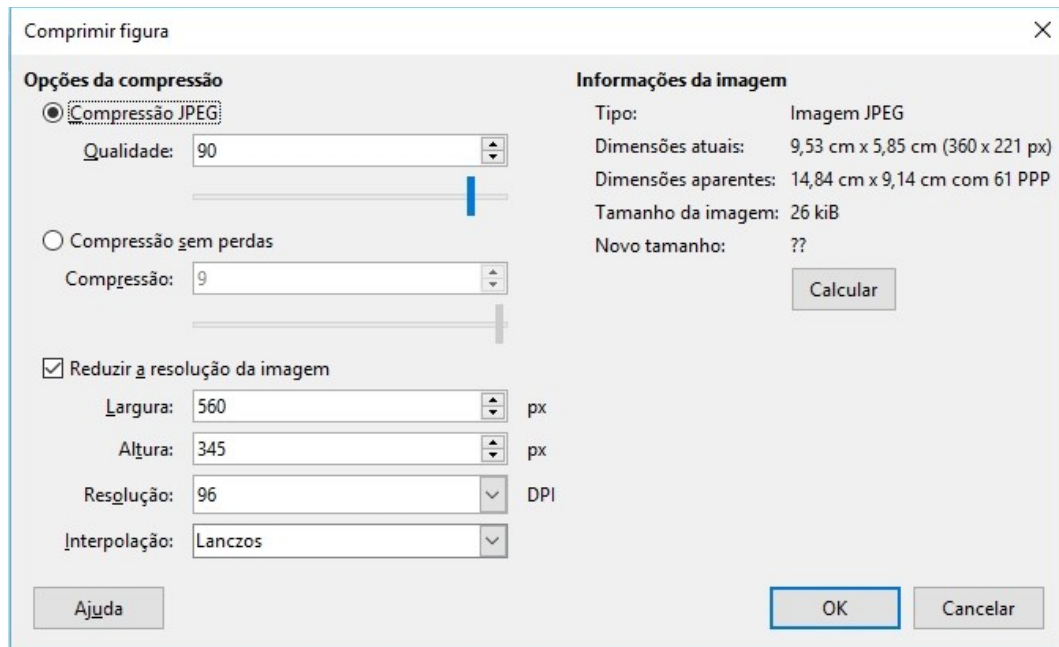 Comprimir figura
Opções da compressão
Compressão JPEG
Qualidade: 90
Compressão sem perdas
Compressão: 9
Reduzir a resolução da imagem
Largura: 560 px
Altura: 345 px
Resolução: 96 DPI
Interpolação: Lanczos
Informações da imagem
Tipo: Imagem JPEG
Dimensões atuais: 9,53 cm x 5,85 cm (360 x 221 px)
Dimensões aparentes: 14,84 cm x 9,14 cm com 61 PPP
Tamanho da imagem: 26 kiB
Novo tamanho: ??
Calcular
Ajuda OK Cancelar